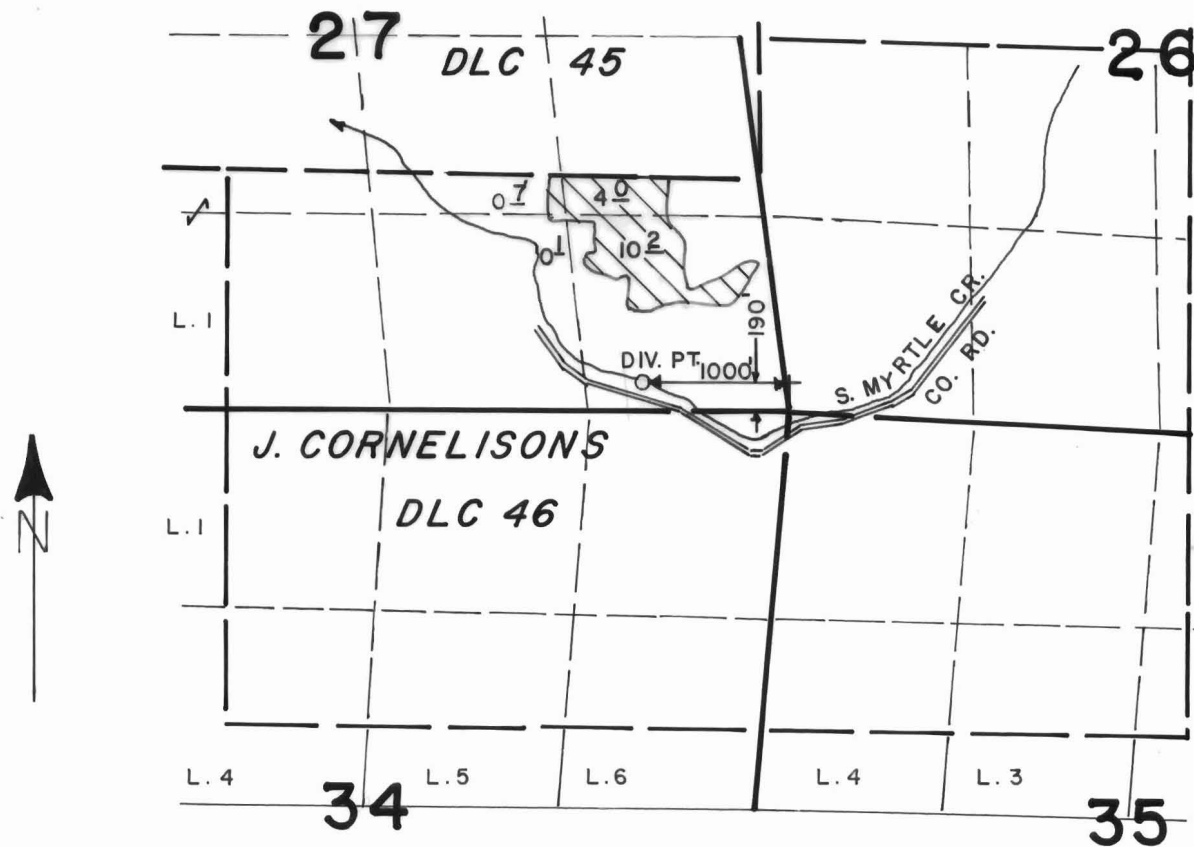 27
26
DLC 45
0 7
4 0
10 2
0 1
L.1
190'
DIV. PT. 1000'
S. MYRTLE CR.
CO. RD.
J. CORNELISONS
DLC 46
L.1
N
L.4
L.5
L.6
L.4
L.3
34
35